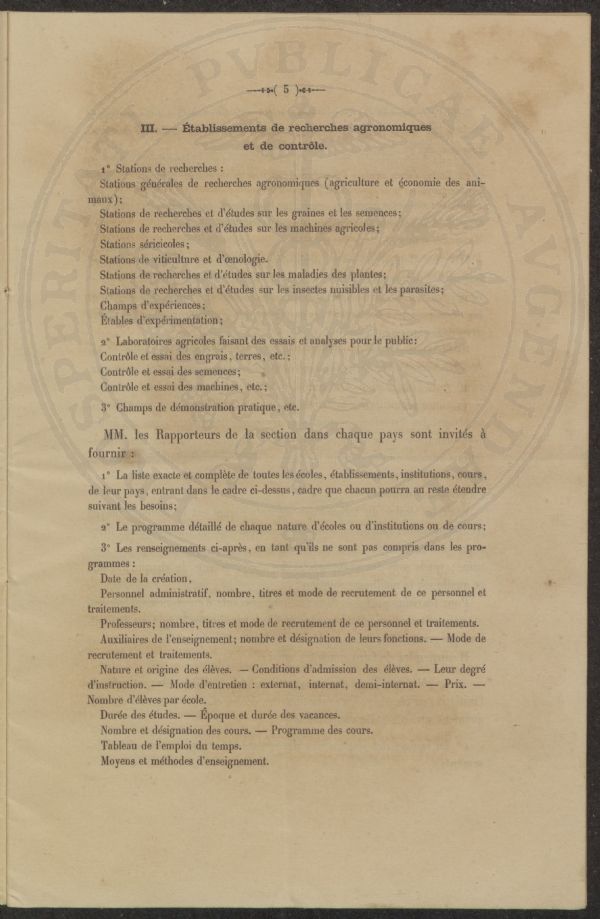 ( 5 )
III. — Établissements de recherches agronomiques
et de contrôle.
1° Stations de recherches :
Stations générales de recherches agronomiques (agriculture et économie des ani-
maux);
Stations de recherches et d'études sur les graines et les semences;
Stations de recherches et d'études sur les machines agricoles;
Stations séricicoles;
Stations de viticulture et d'œnologie.
Stations de recherches et d'études sur les maladies des plantes;
Stations de recherches et d'études sur les insectes nuisibles et les parasites;
Champs d'expériences;
Étables d'expérimentation;
2° Laboratoires agricoles faisant des essais et analyses pour le public:
Contrôle et essai des engrais, terres, etc.;
Contrôle et essai des semences;
Contrôle et essai des machines, etc.;
3° Champs de démonstration pratique, etc.
MM. les Rapporteurs de la section dans chaque pays sont invités à
fournir :
1° La liste exacte et complète de toutes les écoles, établissements, institutions, cours,
de leur pays, entrant dans le cadre ci-dessus, cadre que chacun pourra au reste étendre
suivant les besoins;
2° Le programme détaillé de chaque nature d'écoles ou d'institutions ou de cours;
3° Les renseignements ci-après, en tant qu'ils ne sont pas compris dans les pro-
grammes :
Date de la création,
Personnel administratif, nombre, titres et mode de recrutement de ce personnel et
traitements.
Professeurs; nombre, titres et mode de recrutement de ce personnel et traitements.
Auxiliaires de l'enseignement; nombre et désignation de leurs fonctions. — Mode de
recrutement et traitements.
Nature et origine des élèves. — Conditions d'admission des élèves. — Leur degré
d'instruction. — Mode d'entretien : externat, internat, demi-internat. — Prix. —
Nombre d'élèves par école.
Durée des études. — Époque et durée des vacances.
Nombre et désignation des cours. — Programme des cours.
Tableau de l'emploi du temps.
Moyens et méthodes d'enseignement.